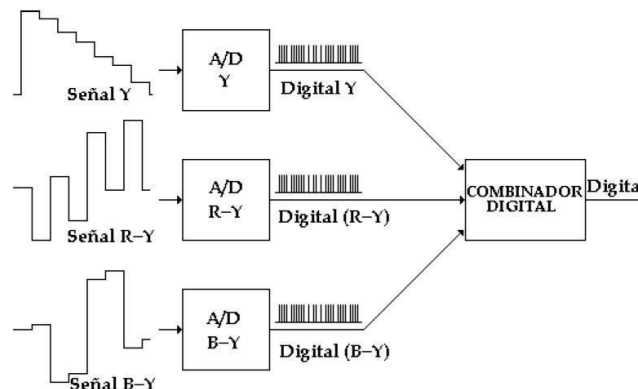 Señal Y
A/D
Y
Digital Y
Señal R-Y
A/D
R-Y
Digital (R-Y)
COMBINADOR
DIGITAL
Digita
Señal B-Y
A/D
B-Y
Digital (B-Y)